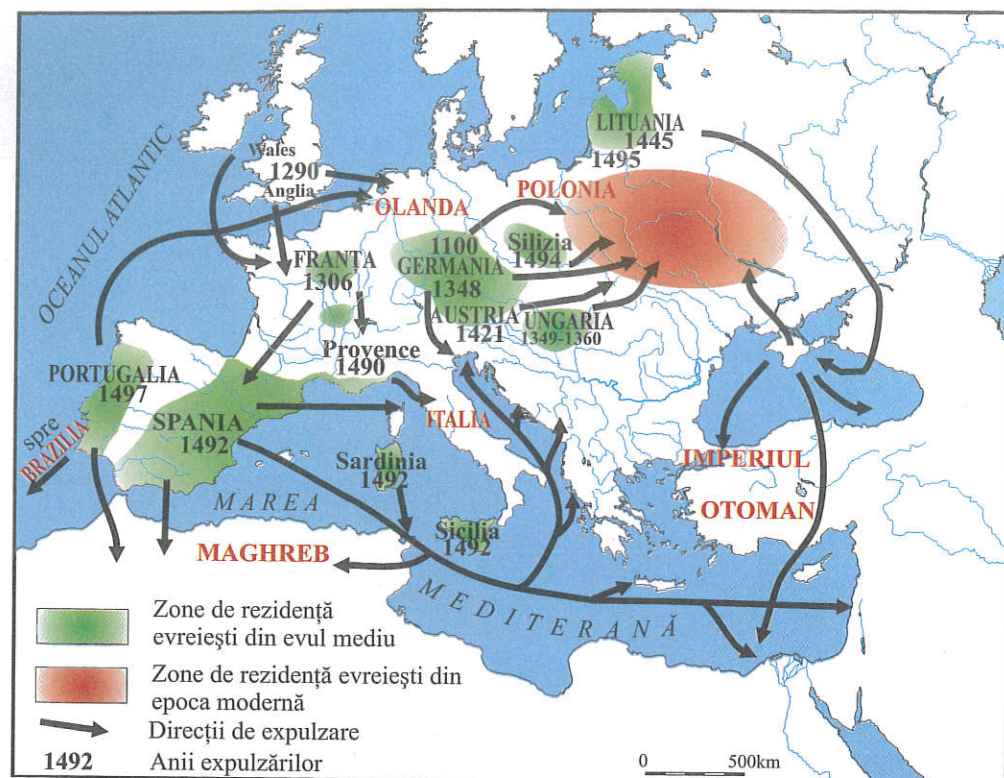 OCEANUL ATLANTIC
Wales
1290
Anglia
OLANDA
LITUANIA
1445
1495
POLONIA
FRANȚA
1306
1100
GERMANIA
1348
Silizia
1494
AUSTRIA
1421
UNGARIA
1349-1360
Provence
1490
PORTUGALIA
1497
SPANIA
1492
spre
BRAZILIA
ITALIA
Sardinia
1492
Sicilia
1492
MAREA
MEDITERANĂ
MAGHREB
IMPERIUL
OTOMAN
Zone de rezidență
evreiești din evul mediu
Zone de rezidență evreiești din
epoca modernă
Direcții de expulzare
1492 Anii expulzărilor
0 500km